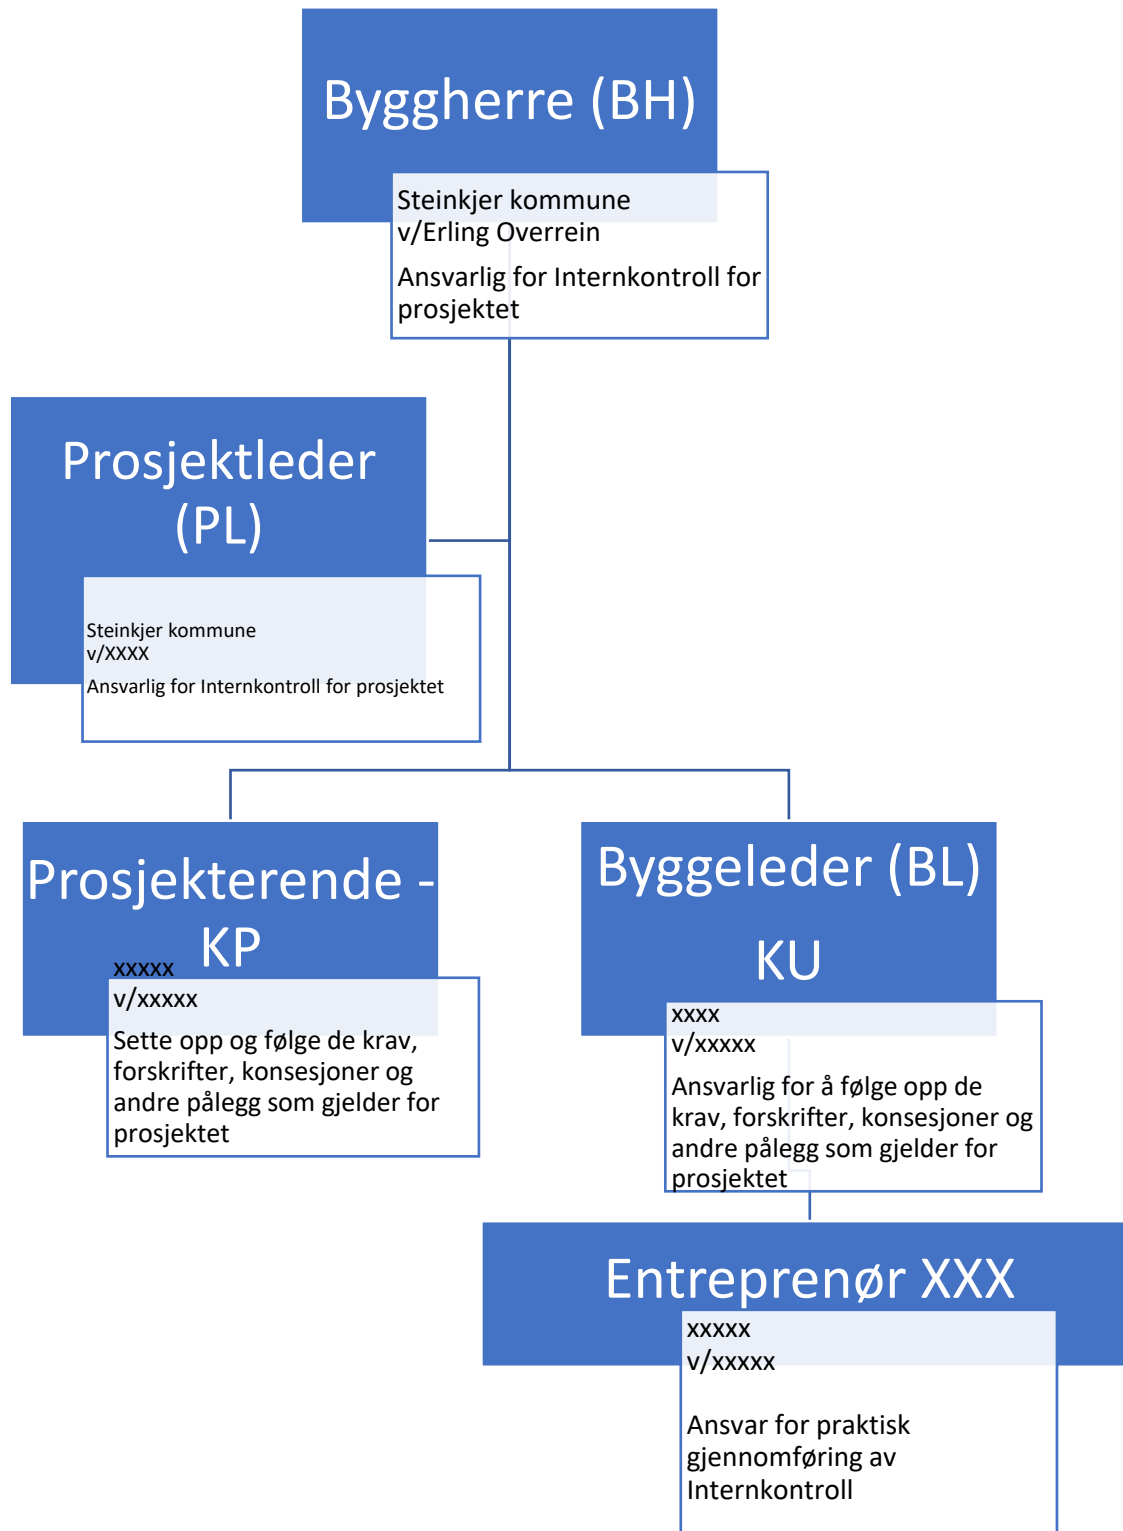 Byggherre (BH)
Steinkjer kommune
v/Erling Overrein
Ansvarlig for Internkontroll for
prosjektet
Prosjektleder
(PL)
Steinkjer kommune
v/XXXX
Ansvarlig for Internkontroll for prosjektet
Prosjekterende -
KP
xxxxx
v/xxxxx
Sette opp og følge de krav,
forskrifter, konsesjoner og
andre pålegg som gjelder for
prosjektet
Byggeleder (BL)
KU
xxxx
v/xxxxx
Ansvarlig for å følge opp de
krav, forskrifter, konsesjoner og
andre pålegg som gjelder for
prosjektet
Entreprenør XXX
xxxxx
v/xxxxx
Ansvar for praktisk
gjennomføring av
Internkontroll